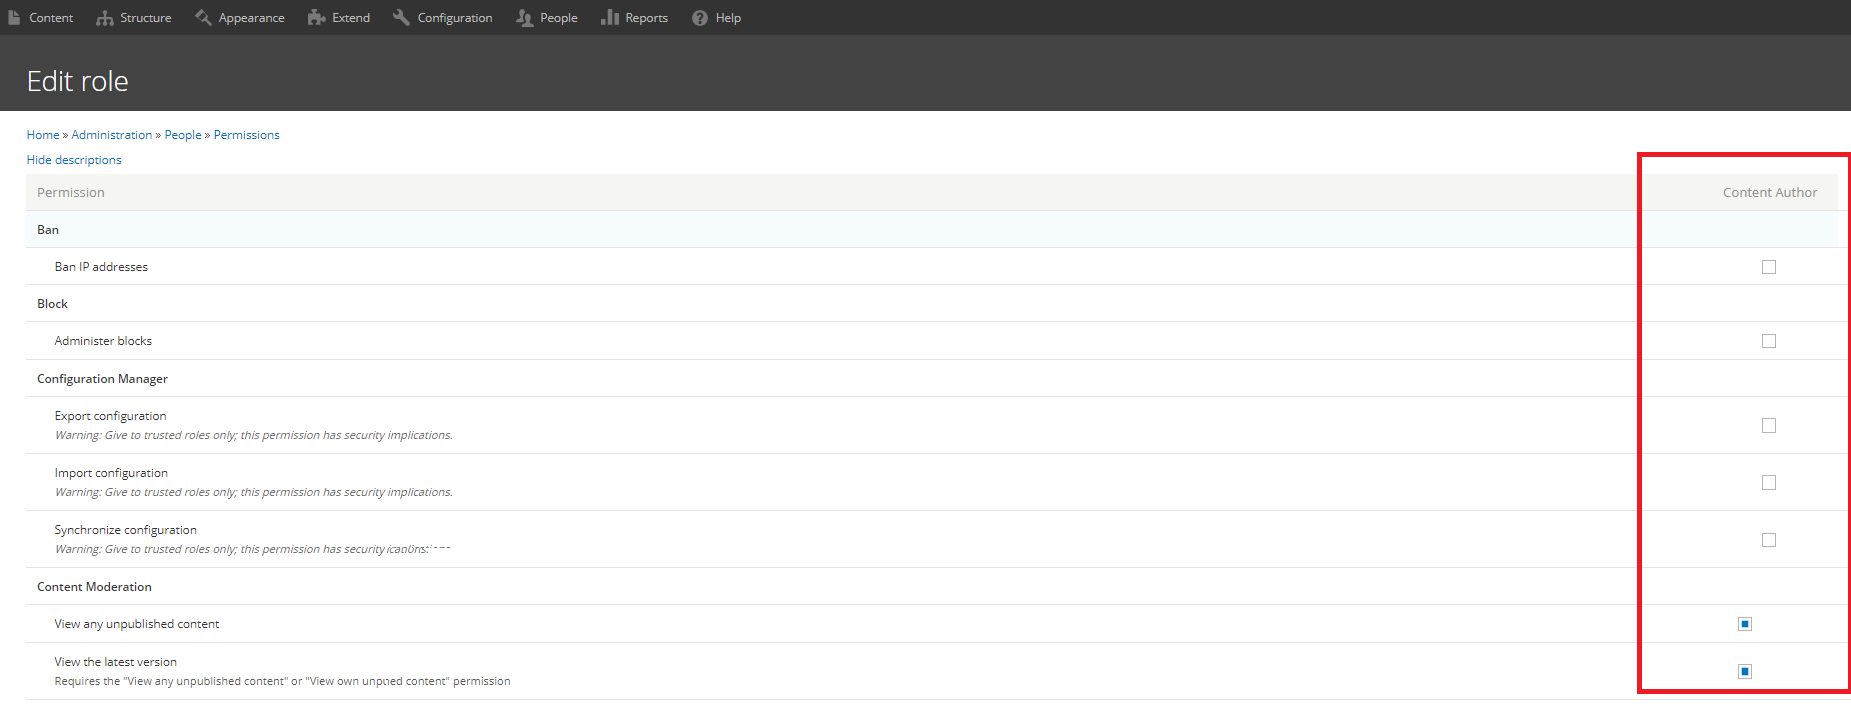 Content Structure Appearance Extend Configuration People Reports Help
Edit role
Home » Administration » People » Permissions
Hide descriptions
Permission Content Author
Ban
Ban IP addresses
Block
Administer blocks
Configuration Manager
Export configuration
Warning: Give to trusted roles only; this permission has security implications.
Import configuration
Warning: Give to trusted roles only; this permission has security implications.
Synchronize configuration
Warning: Give to trusted roles only; this permission has security
Content Moderation
View any unpublished content
View the latest version
Requires the "View any unpublished content" or "View own content" permission